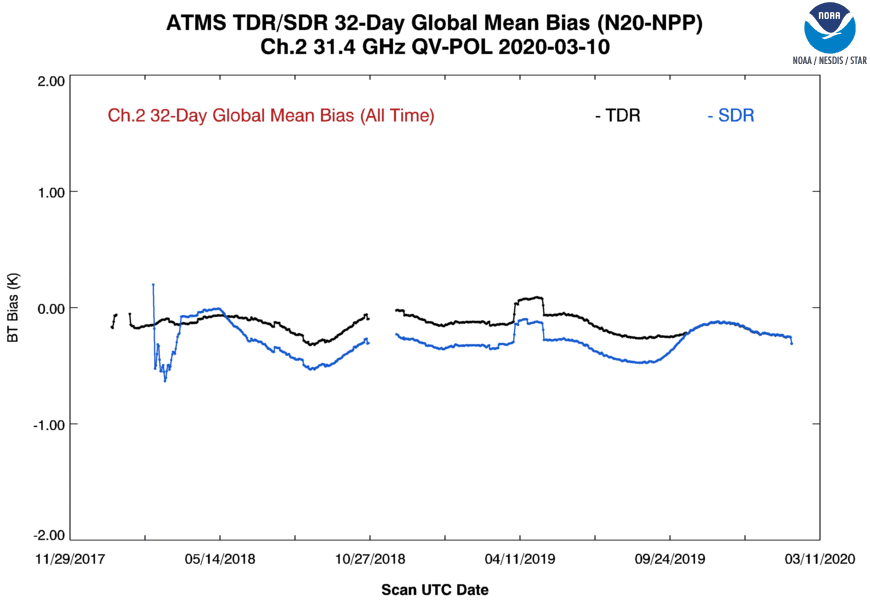 ATMS TDR/SDR 32-Day Global Mean Bias (N20-NPP)
Ch.2 31.4 GHz QV-POL 2020-03-10
NOAA
NOAA / NESDIS / STAR
Ch.2 32-Day Global Mean Bias (All Time)
- TDR
- SDR
2.00
1.00
0.00
-1.00
-2.00
BT Bias (K)
11/29/2017
05/14/2018
10/27/2018
04/11/2019
09/24/2019
03/11/2020
Scan UTC Date